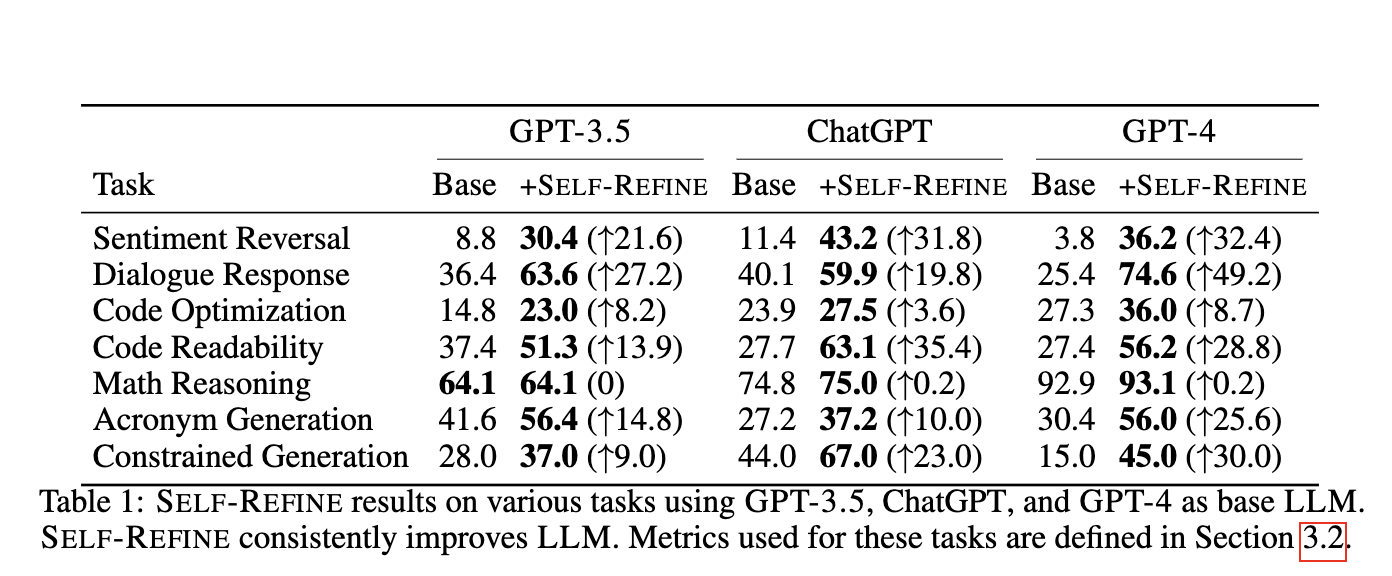 GPT-3.5 ChatGPT GPT-4
Task Base +SELF-REFINE Base +SELF-REFINE Base +SELF-REFINE
Sentiment Reversal 8.8 30.4 (↑21.6) 11.4 43.2 (↑31.8) 3.8 36.2 (↑32.4)
Dialogue Response 36.4 63.6 (↑27.2) 40.1 59.9 (↑19.8) 25.4 74.6 (↑49.2)
Code Optimization 14.8 23.0 (↑8.2) 23.9 27.5 (↑3.6) 27.3 36.0 (↑8.7)
Code Readability 37.4 51.3 (↑13.9) 27.7 63.1 (↑35.4) 27.4 56.2 (↑28.8)
Math Reasoning 64.1 64.1 (0) 74.8 75.0 (↑0.2) 92.9 93.1 (↑0.2)
Acronym Generation 41.6 56.4 (↑14.8) 27.2 37.2 (↑10.0) 30.4 56.0 (↑25.6)
Constrained Generation 28.0 37.0 (↑9.0) 44.0 67.0 (↑23.0) 15.0 45.0 (↑30.0)
Table 1: SELF-REFINE results on various tasks using GPT-3.5, ChatGPT, and GPT-4 as base LLM.
SELF-REFINE consistently improves LLM. Metrics used for these tasks are defined in Section 3.2.